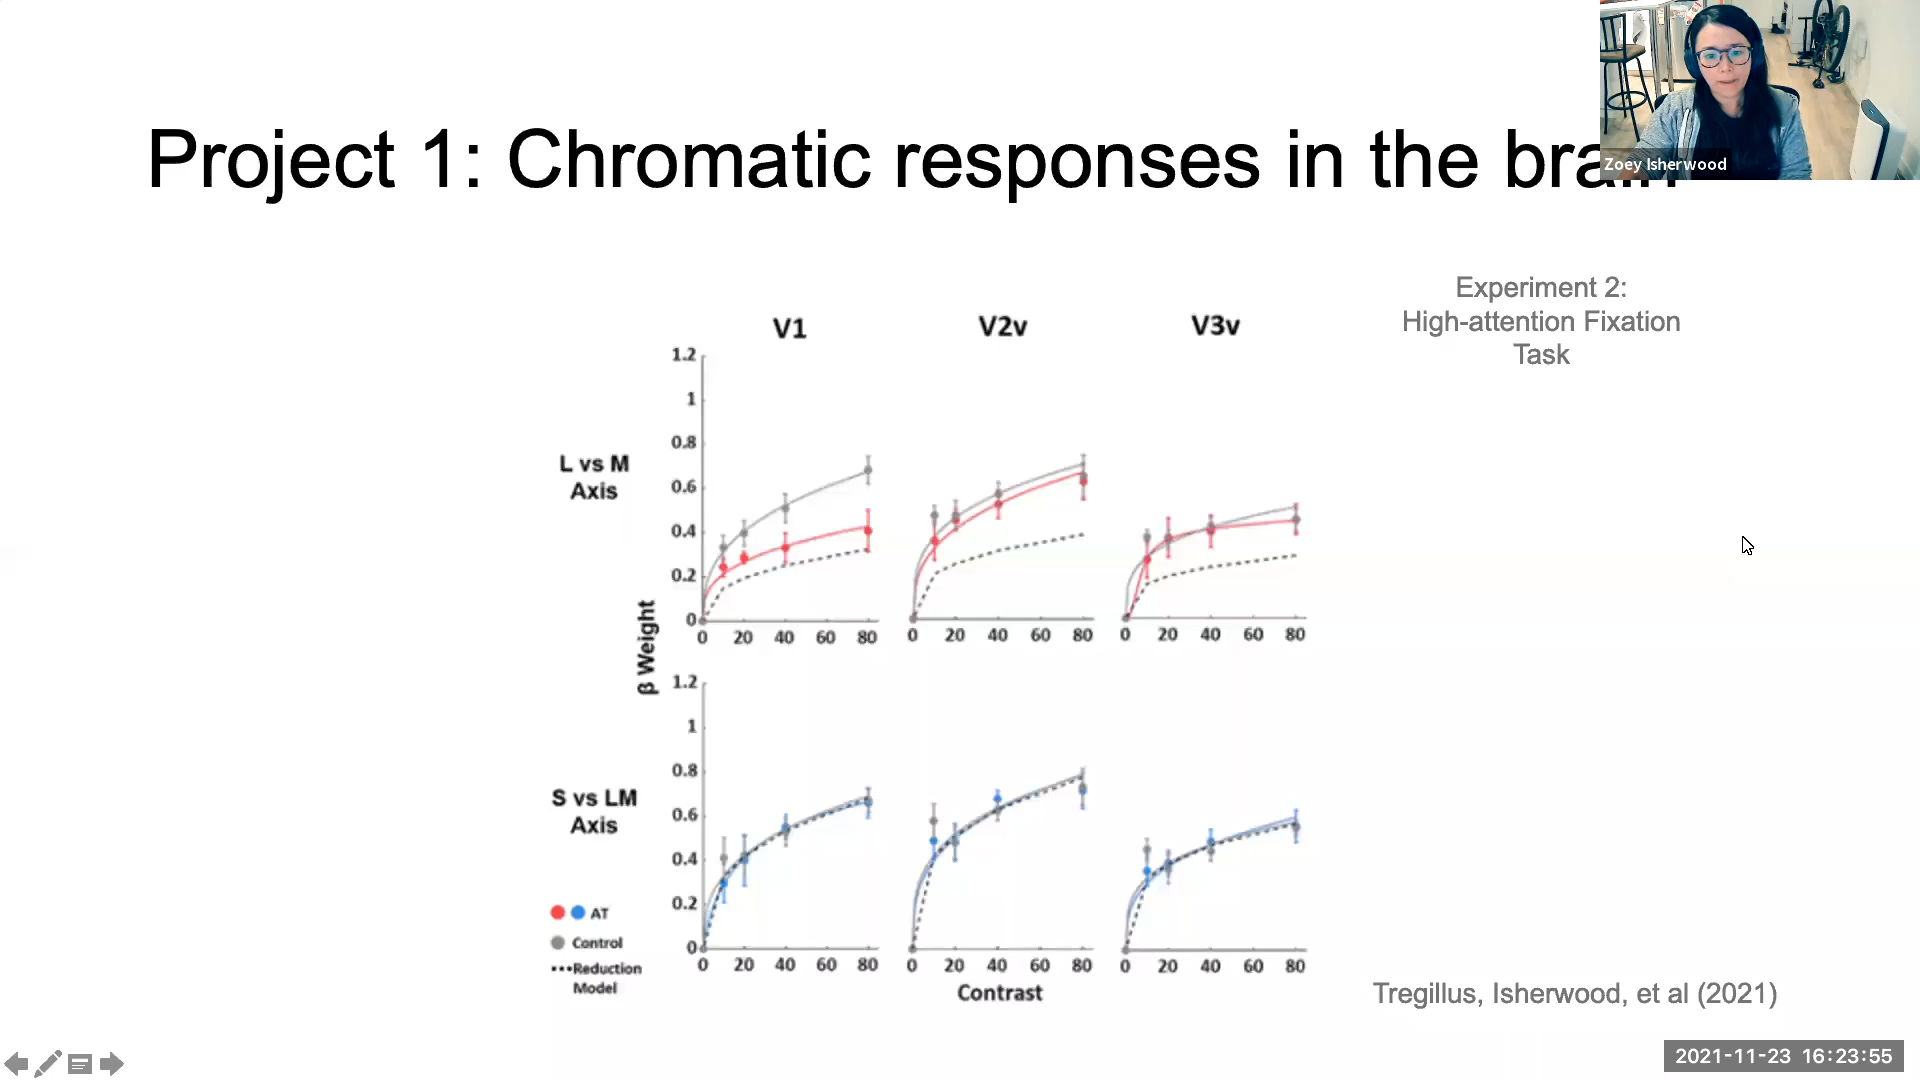 Project 1: Chromatic responses in the brain
Zoey Isherwood
Experiment 2:
High-attention Fixation
Task
V1
V2v
V3v
L vs M
Axis
1.2
1
0.8
0.6
0.4
0.2
0
0 20 40 60 80
0 20 40 60 80
0 20 40 60 80
β Weight
S vs LM
Axis
1.2
1
0.8
0.6
0.4
0.2
0
0 20 40 60 80
0 20 40 60 80
0 20 40 60 80
Contrast
AT
Control
Reduction
Model
Tregillus, Isherwood, et al (2021)
2021-11-23 16:23:55